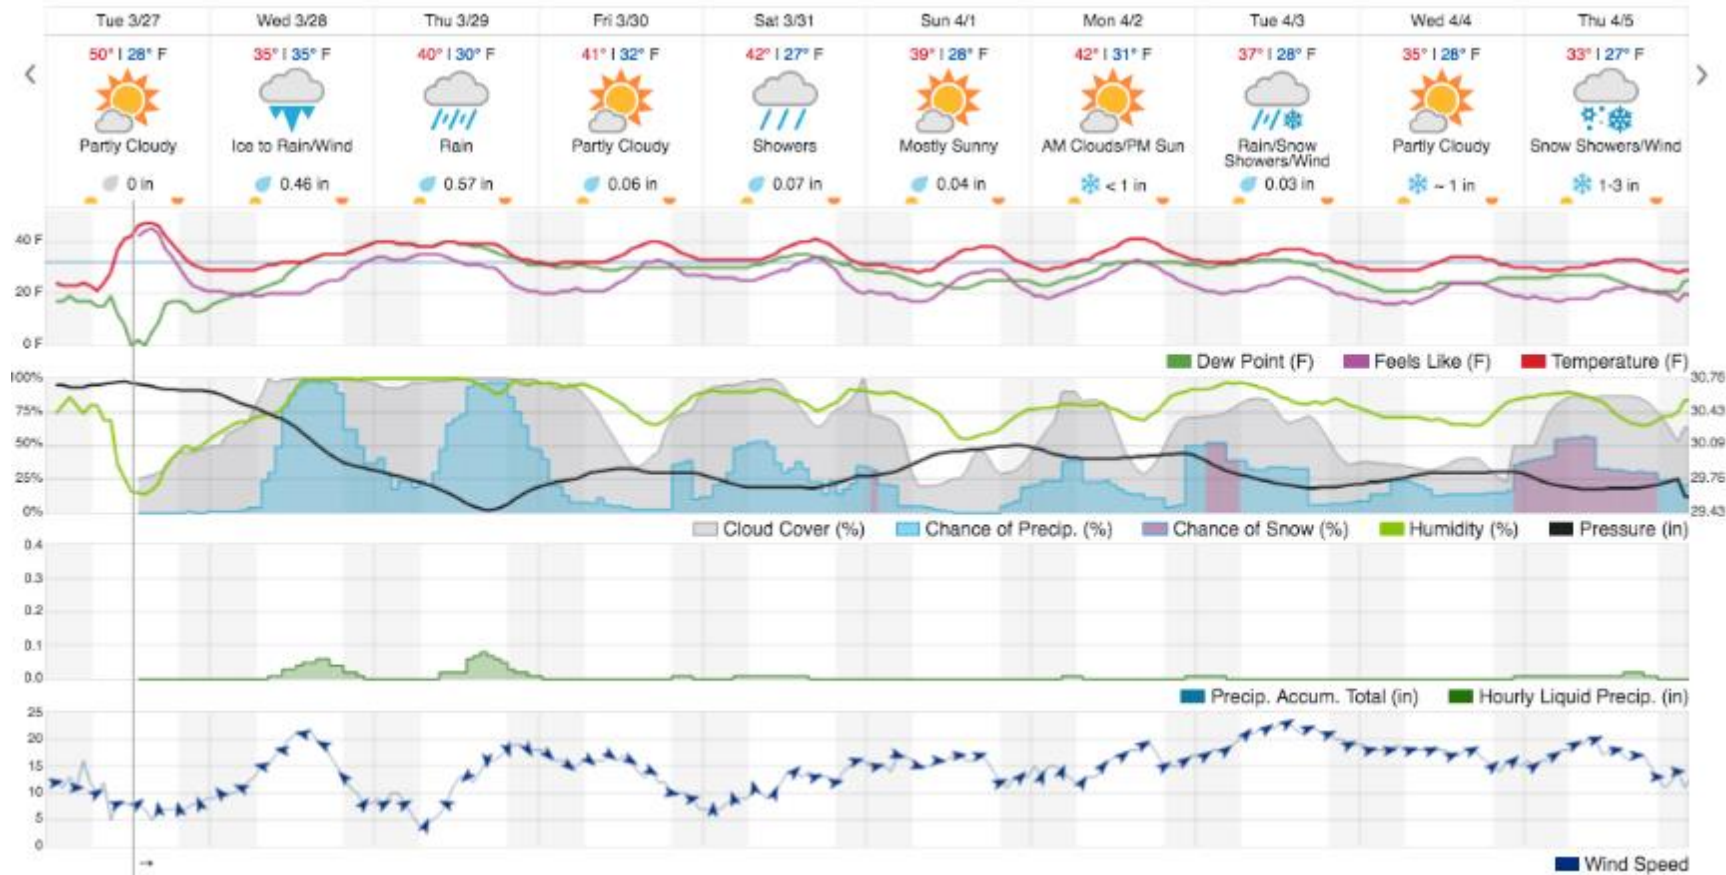 Tue 3/27 Wed 3/28 Thu 3/29 Fri 3/30 Sat 3/31 Sun 4/1 Mon 4/2 Tue 4/3 Wed 4/4 Thu 4/5
50° | 28° F 35° | 35° F 40° | 30° F 41° | 32° F 42° | 27° F 39° | 28° F 42° | 31° F 37° | 28° F 35° | 28° F 33° | 27° F
Partly Cloudy Ice to Rain/Wind Rain Partly Cloudy Showers Mostly Sunny AM Clouds/PM Sun Rain/Snow Showers/Wind Partly Cloudy Snow Showers/Wind
0 in 0.46 in 0.57 in 0.06 in 0.07 in 0.04 in < 1 in 0.03 in ~ 1 in 1-3 in
40 F
20 F
0 F
Dew Point (F) Feels Like (F) Temperature (F)
100% 30.76
75% 30.43
50% 30.09
25% 29.76
0% 29.43
Cloud Cover (%) Chance of Precip. (%) Chance of Snow (%) Humidity (%) Pressure (in)
0.4
0.3
0.2
0.1
0.0
Precip. Accum. Total (in) Hourly Liquid Precip. (in)
25
20
15
10
5
0
Wind Speed